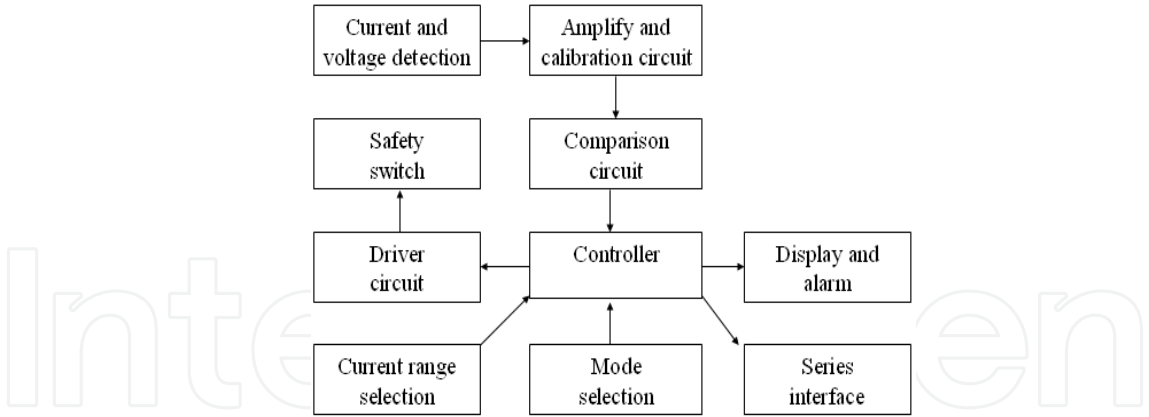 Current and
voltage detection
Amplify and
calibration circuit
Safety
switch
Comparison
circuit
Driver
circuit
Controller
Display and
alarm
Current range
selection
Mode
selection
Series
interface